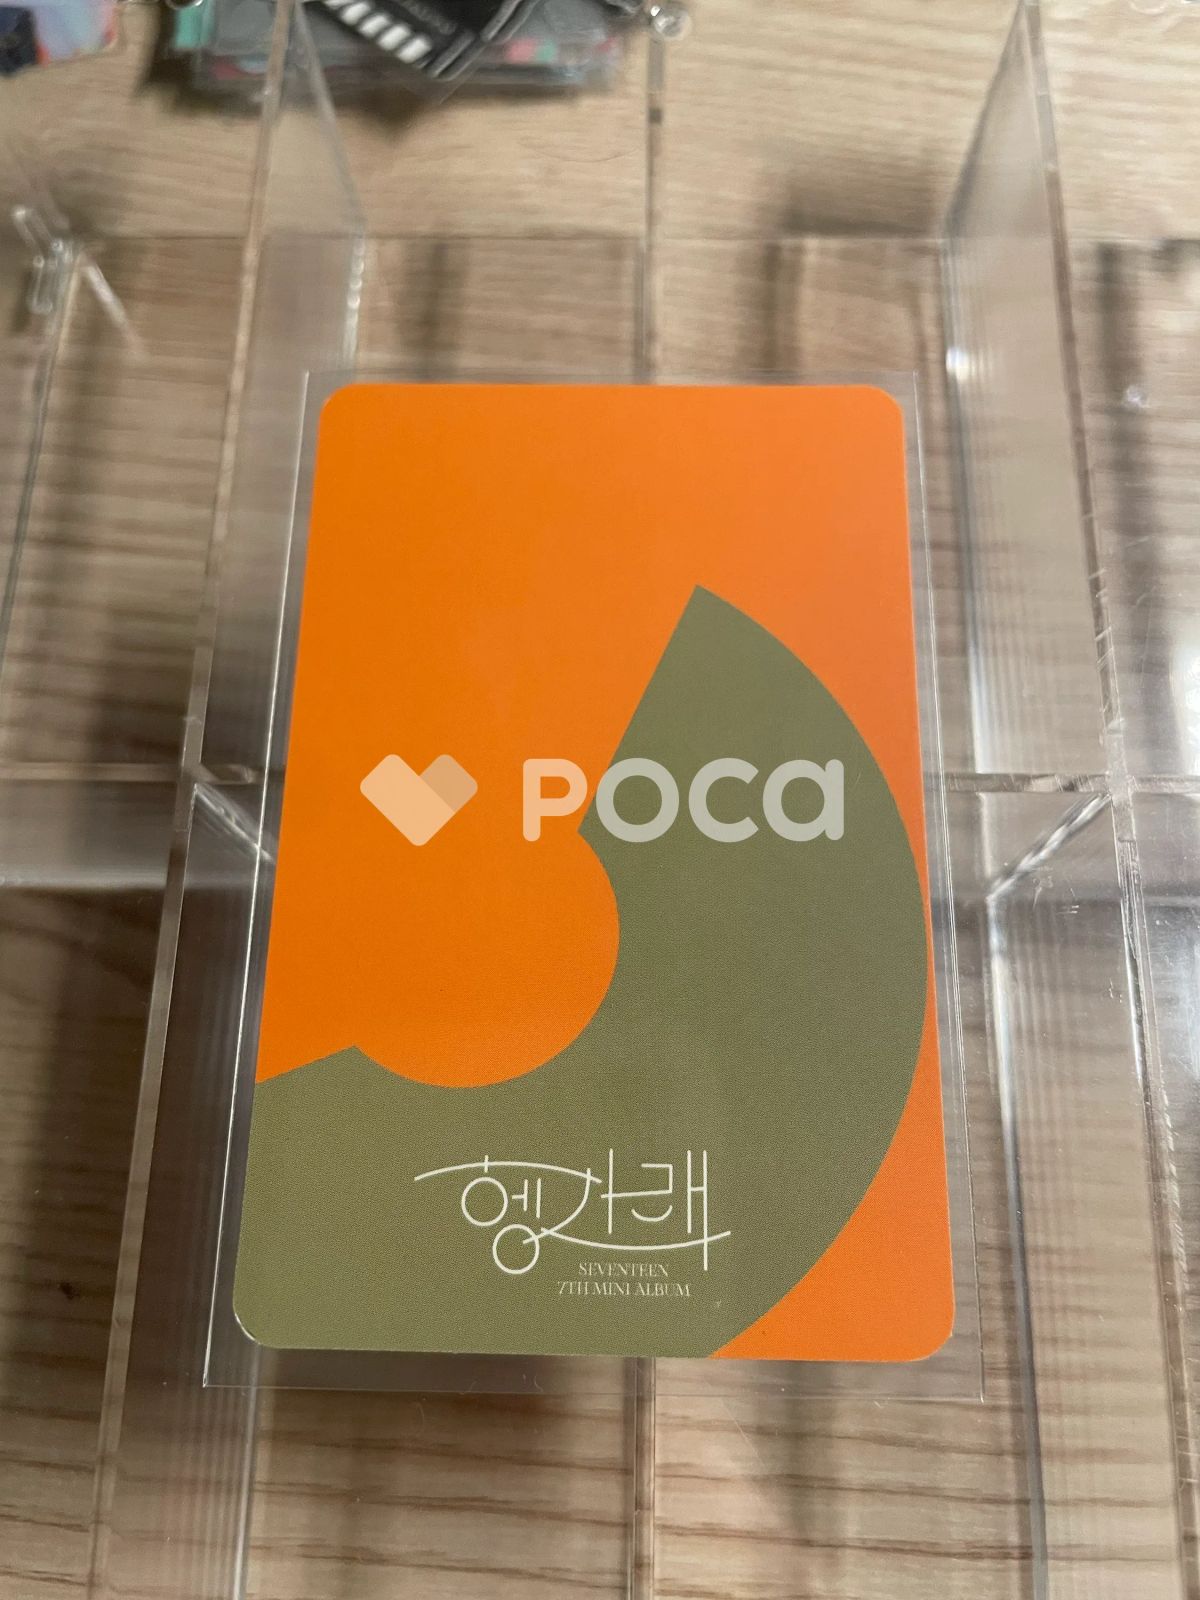 POCA
헹가래
SEVENTEEN
7TH MINI ALBUM